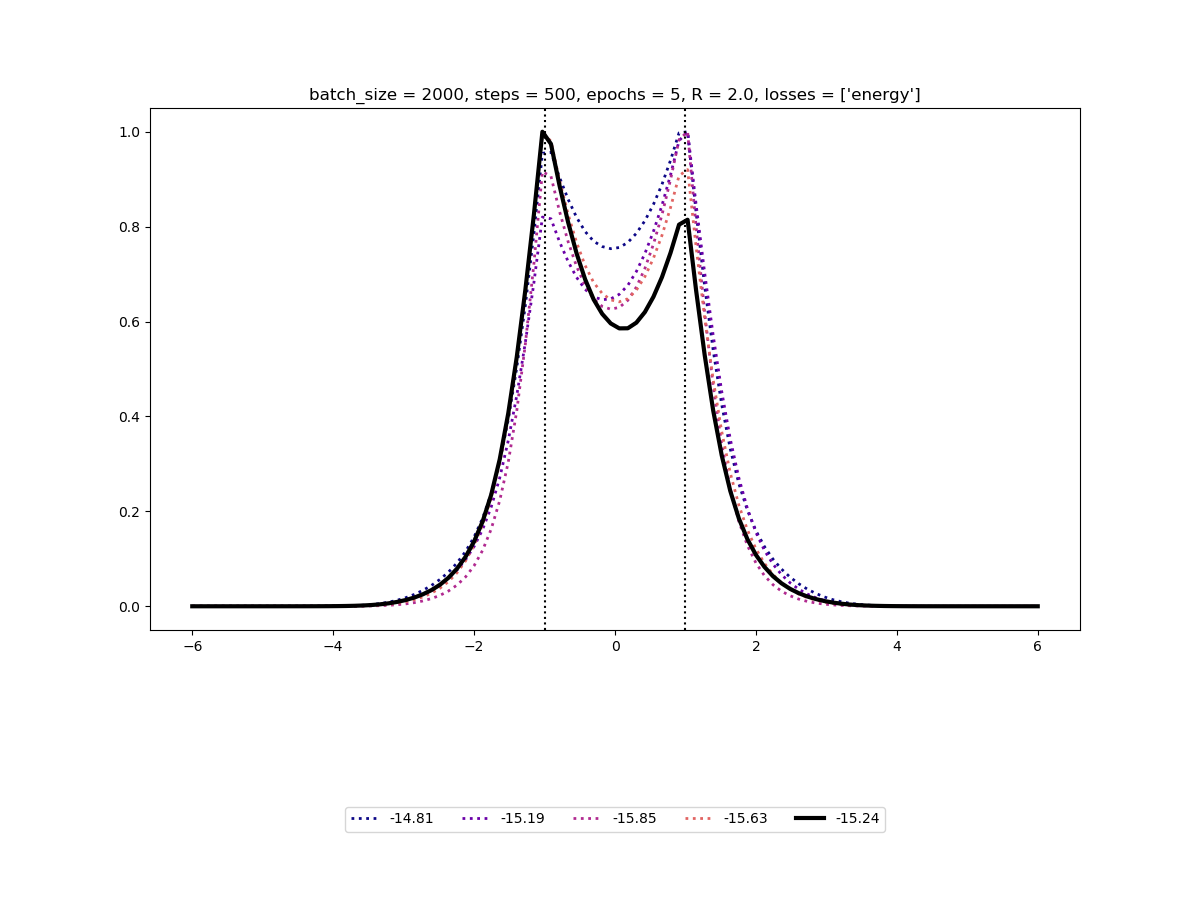 batch_size = 2000, steps = 500, epochs = 5, R = 2.0, losses = ['energy']
1.0
0.8
0.6
0.4
0.2
0.0
−6 −4 −2 0 2 4 6
-14.81 -15.19 -15.85 -15.63 -15.24